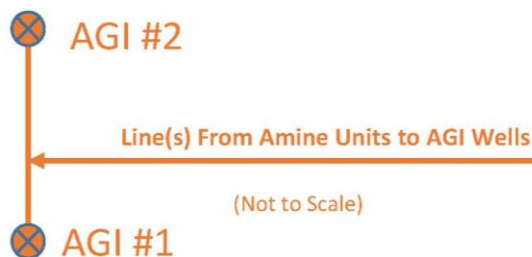 AGI #2
Line(s) From Amine Units to AGI Wells
(Not to Scale)
AGI #1